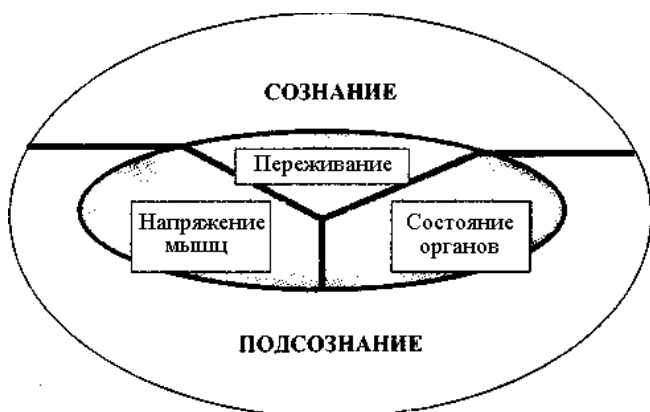 СОЗНАНИЕ
Переживание
Напряжение
мышц
Состояние
органов
ПОДСОЗНАНИЕ